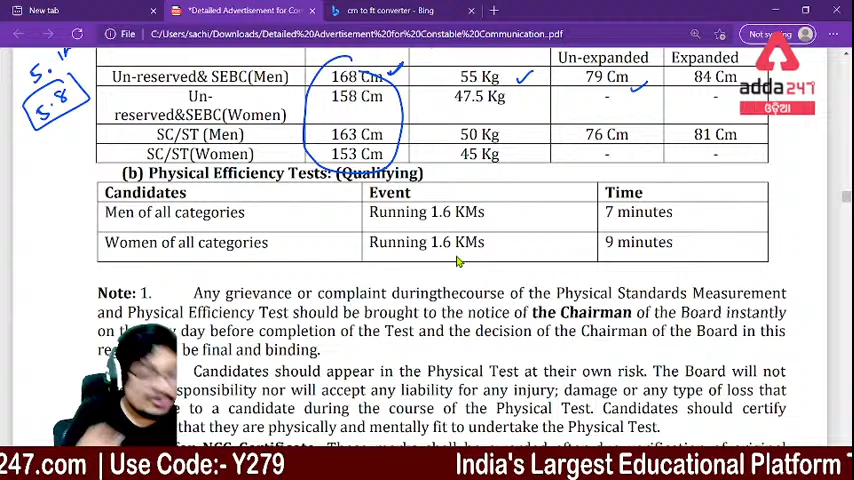 New tab
*Detailed Advertisement for Con
cm to ft converter - Bing
File | C:/Users/sachi/Downloads/Detailed%20Advertisement%20for%20Constable%20Communication.pdf
Not syncing
Un-expanded Expanded
5.8
Un-reserved& SEBC(Men) 168 Cm 55 Kg 79 Cm 84 Cm
Un-reserved&SEBC(Women) 158 Cm 47.5 Kg - -
SC/ST (Men) 163 Cm 50 Kg 76 Cm 81 Cm
SC/ST(Women) 153 Cm 45 Kg - -
adda247
ଓଡ଼ିଆ
(b) Physical Efficiency Tests: (Qualifying)
Candidates Event Time
Men of all categories Running 1.6 KMs 7 minutes
Women of all categories Running 1.6 KMs 9 minutes
Note: 1. Any grievance or complaint duringthecourse of the Physical Standards Measurement
and Physical Efficiency Test should be brought to the notice of the Chairman of the Board instantly
on the day before completion of the Test and the decision of the Chairman of the Board in this
be final and binding.
Candidates should appear in the Physical Test at their own risk. The Board will not
responsibility nor will accept any liability for any injury; damage or any type of loss that
to a candidate during the course of the Physical Test. Candidates should certify
that they are physically and mentally fit to undertake the Physical Test.
247.com | Use Code:- Y279 India's Largest Educational Platform